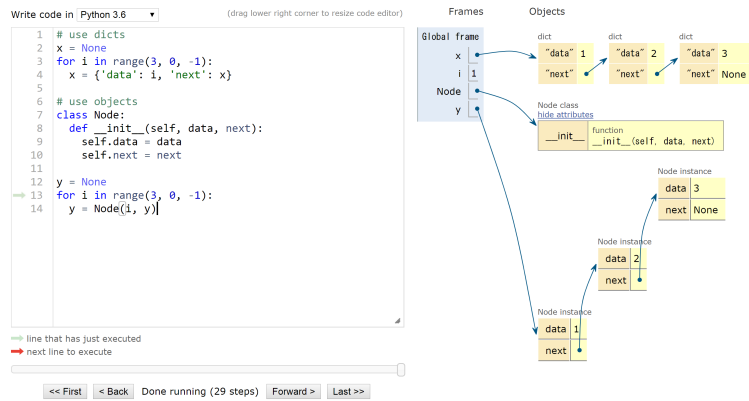 Write code in Python 3.6
(drag lower right corner to resize code editor)
1 # use dicts
2 x = None
3 for i in range(3, 0, -1):
4   x = {'data': i, 'next': x}
5
6 # use objects
7 class Node:
8   def __init__(self, data, next):
9     self.data = data
10     self.next = next
11
12 y = None
13 for i in range(3, 0, -1):
14   y = Node(i, y)
line that has just executed
next line to execute
<< First
< Back
Done running (29 steps)
Forward >
Last >>
Frames
Objects
Global frame
x
i 1
Node
y
dict
"data" 1
"next"
dict
"data" 2
"next"
dict
"data" 3
"next" None
Node class
hide attributes
__init__
function
__init__(self, data, next)
Node instance
data 3
next None
Node instance
data 2
next
Node instance
data 1
next